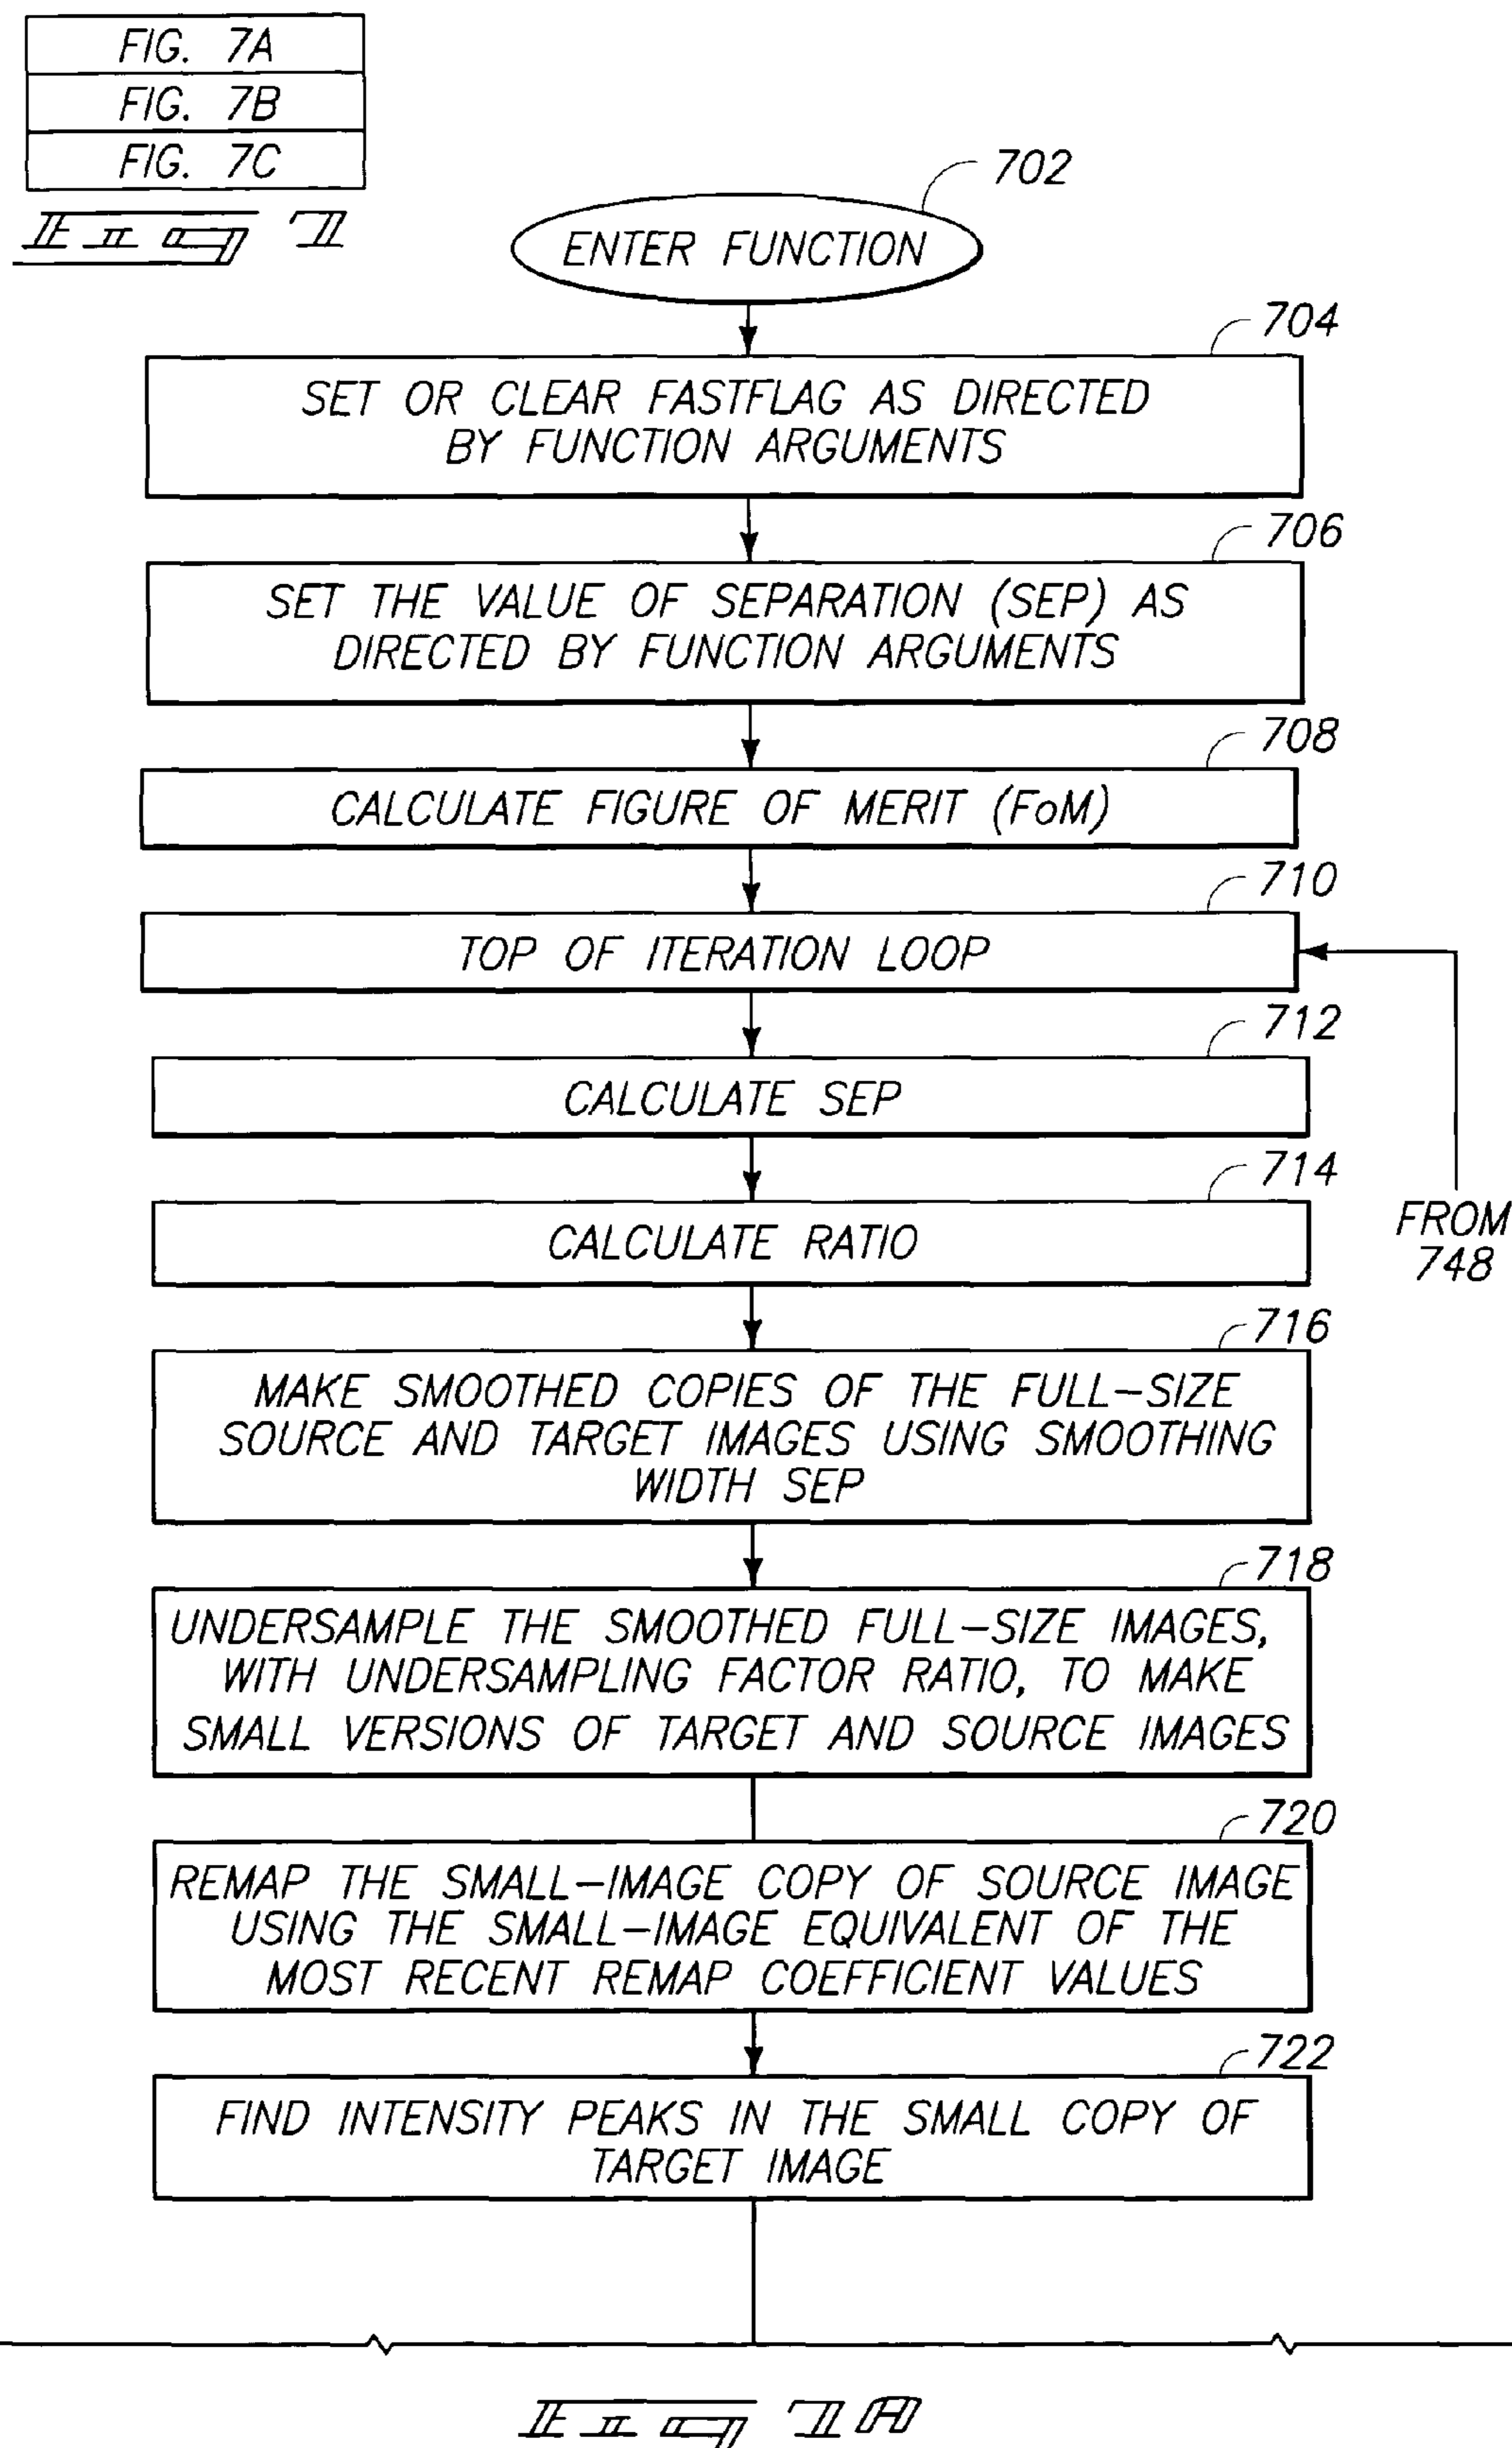 FIG. 7A
FIG. 7B
FIG. 7C
Fig 7
702
ENTER FUNCTION
704
SET OR CLEAR FASTFLAG AS DIRECTED
BY FUNCTION ARGUMENTS
706
SET THE VALUE OF SEPARATION (SEP) AS
DIRECTED BY FUNCTION ARGUMENTS
708
CALCULATE FIGURE OF MERIT (FoM)
710
TOP OF ITERATION LOOP
712
CALCULATE SEP
714
CALCULATE RATIO
FROM
748
716
MAKE SMOOTHED COPIES OF THE FULL-SIZE
SOURCE AND TARGET IMAGES USING SMOOTHING
WIDTH SEP
718
UNDERSAMPLE THE SMOOTHED FULL-SIZE IMAGES,
WITH UNDERSAMPLING FACTOR RATIO, TO MAKE
SMALL VERSIONS OF TARGET AND SOURCE IMAGES
720
REMAP THE SMALL-IMAGE COPY OF SOURCE IMAGE
USING THE SMALL-IMAGE EQUIVALENT OF THE
MOST RECENT REMAP COEFFICIENT VALUES
722
FIND INTENSITY PEAKS IN THE SMALL COPY OF
TARGET IMAGE
Fig 7A